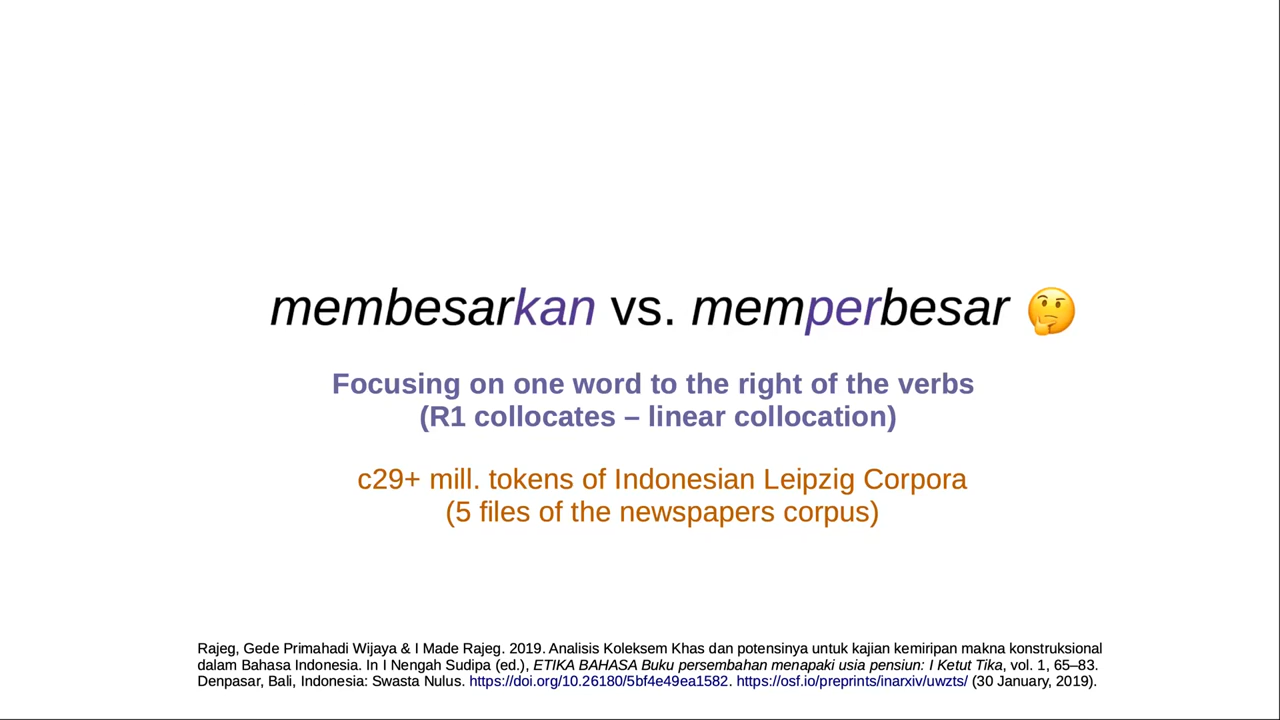 membesarkan vs. memperbesar 🤔
Focusing on one word to the right of the verbs
(R1 collocates – linear collocation)
c29+ mill. tokens of Indonesian Leipzig Corpora
(5 files of the newspapers corpus)
Rajeg, Gede Primahadi Wijaya & I Made Rajeg. 2019. Analisis Koleksem Khas dan potensinya untuk kajian kemiripan makna konstruksional
dalam Bahasa Indonesia. In I Nengah Sudipa (ed.), ETIKA BAHASA Buku persembahan menapaki usia pensiun: I Ketut Tika, vol. 1, 65–83.
Denpasar, Bali, Indonesia: Swasta Nulus. https://doi.org/10.26180/5bf4e49ea1582. https://osf.io/preprints/inarxiv/uwzts/ (30 January, 2019).